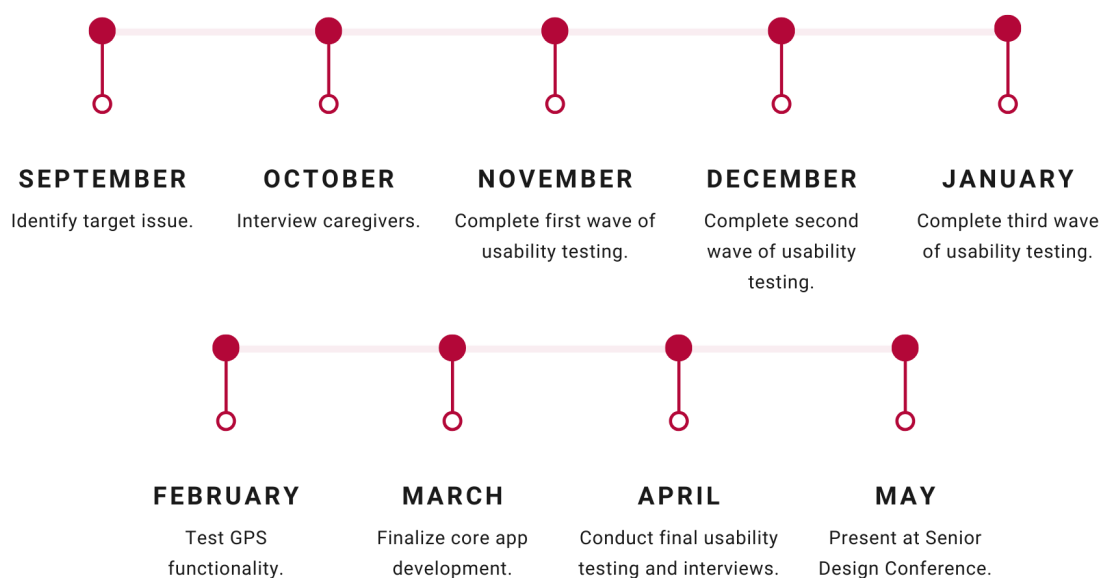 SEPTEMBER
Identify target issue.
OCTOBER
Interview caregivers.
NOVEMBER
Complete first wave of
usability testing.
DECEMBER
Complete second
wave of usability
testing.
JANUARY
Complete third wave
of usability testing.
FEBRUARY
Test GPS
functionality.
MARCH
Finalize core app
development.
APRIL
Conduct final usability
testing and interviews.
MAY
Present at Senior
Design Conference.